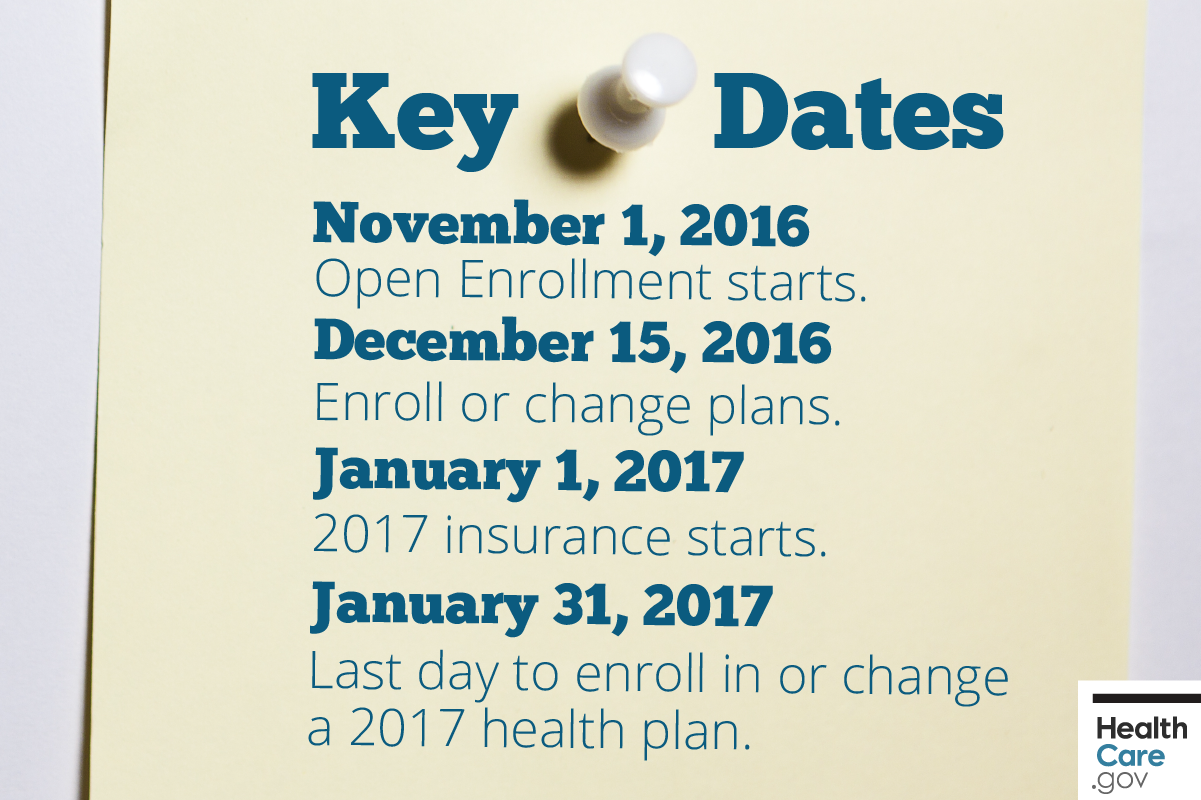 Key Dates
November 1, 2016
Open Enrollment starts.
December 15, 2016
Enroll or change plans.
January 1, 2017
2017 insurance starts.
January 31, 2017
Last day to enroll in or change
a 2017 health plan.
Health
Care
.gov